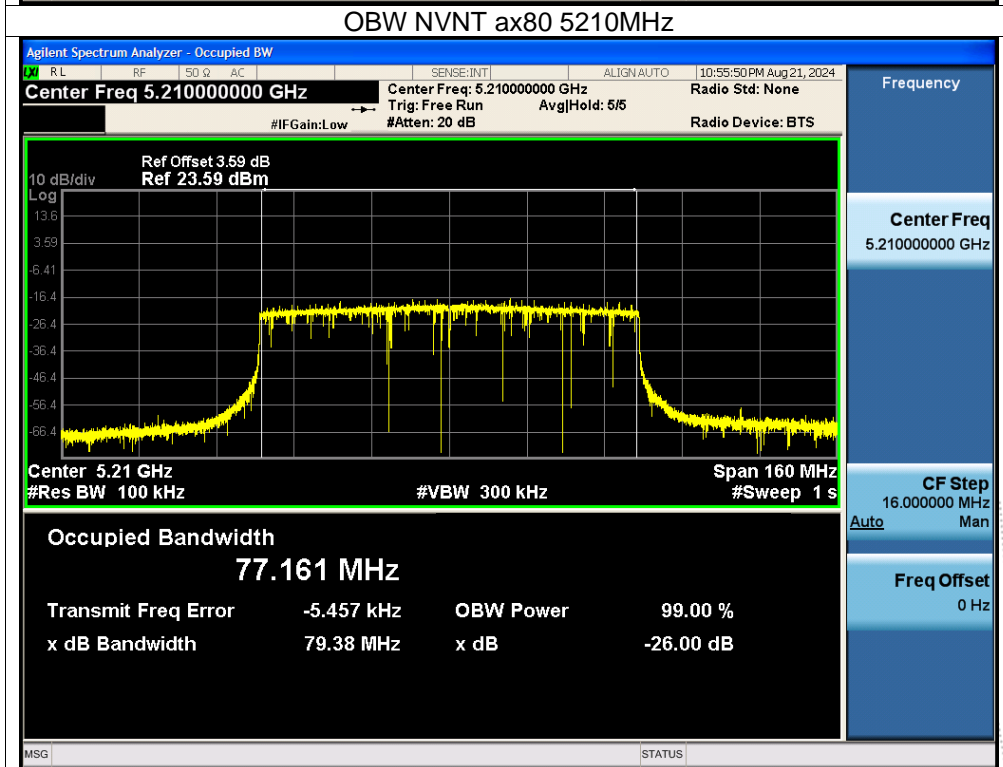 OBW NVNT ax80 5210MHz
Agilent Spectrum Analyzer - Occupied BW
LXI RL RF 50 Ω AC SENSE:INT ALIGN AUTO 10:55:50 PM Aug 21, 2024
Center Freq 5.210000000 GHz
Center Freq: 5.210000000 GHz
Radio Std: None
Trig: Free Run Avg|Hold: 5/5
#IFGain:Low #Atten: 20 dB Radio Device: BTS
Ref Offset 3.59 dB
10 dB/div Ref 23.59 dBm
Log
13.6
3.59
-6.41
-16.4
-26.4
-36.4
-46.4
-56.4
-66.4
Center 5.21 GHz Span 160 MHz
#Res BW 100 kHz #VBW 300 kHz #Sweep 1 s
Occupied Bandwidth
77.161 MHz
Transmit Freq Error -5.457 kHz OBW Power 99.00 %
x dB Bandwidth 79.38 MHz x dB -26.00 dB
Frequency
Center Freq
5.210000000 GHz
CF Step
16.000000 MHz
Auto Man
Freq Offset
0 Hz
MSG STATUS